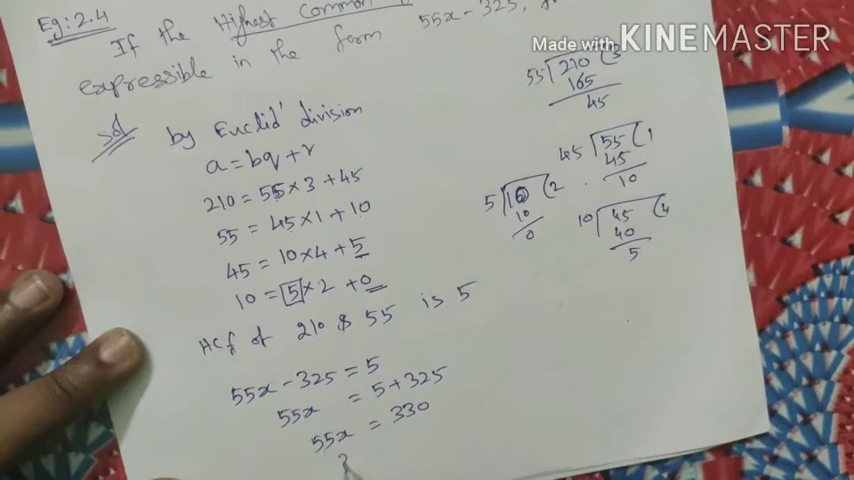 Eg: 2.4
If the Highest Common
55x - 325,
expressible in the form
Made with KINEMASTER
Sol
by Euclid' division
a = bq + r
210 = 55 × 3 + 45
55 = 45 × 1 + 10
45 = 10 × 4 + 5
10 = 5 × 2 + 0
HCf of 210 & 55 is 5
55x - 325 = 5
55x = 5 + 325
55x = 330
55 210 3
165
45
45 55 1
45
10
5 10 2
10
0
10 45 4
40
5